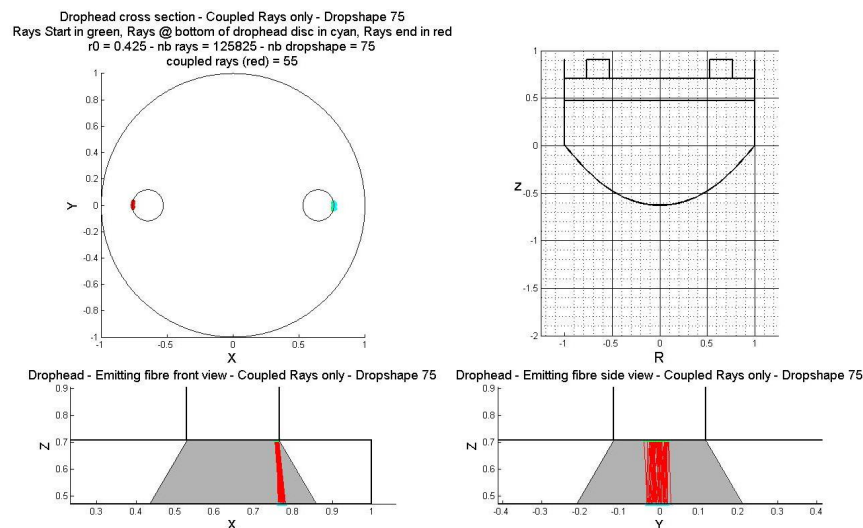 Drophead cross section - Coupled Rays only - Dropshape 75
Rays Start in green, Rays @ bottom of drophead disc in cyan, Rays end in red
r0 = 0.425 - nb rays = 125825 - nb dropshape = 75
coupled rays (red) = 55
1
0.8
0.6
0.4
0.2
0
-0.2
-0.4
-0.6
-0.8
-1
Y
-1 -0.5 0 0.5 1
X
1
0.5
0
-0.5
-1
-1.5
-2
Z
-1 -0.5 0 0.5 1
R
Drophead - Emitting fibre front view - Coupled Rays only - Dropshape 75
0.9
0.8
0.7
0.6
0.5
Z
0.3 0.4 0.5 0.6 0.7 0.8 0.9 1
X
Drophead - Emitting fibre side view - Coupled Rays only - Dropshape 75
0.9
0.8
0.7
0.6
0.5
Z
-0.4 -0.3 -0.2 -0.1 0 0.1 0.2 0.3 0.4
Y